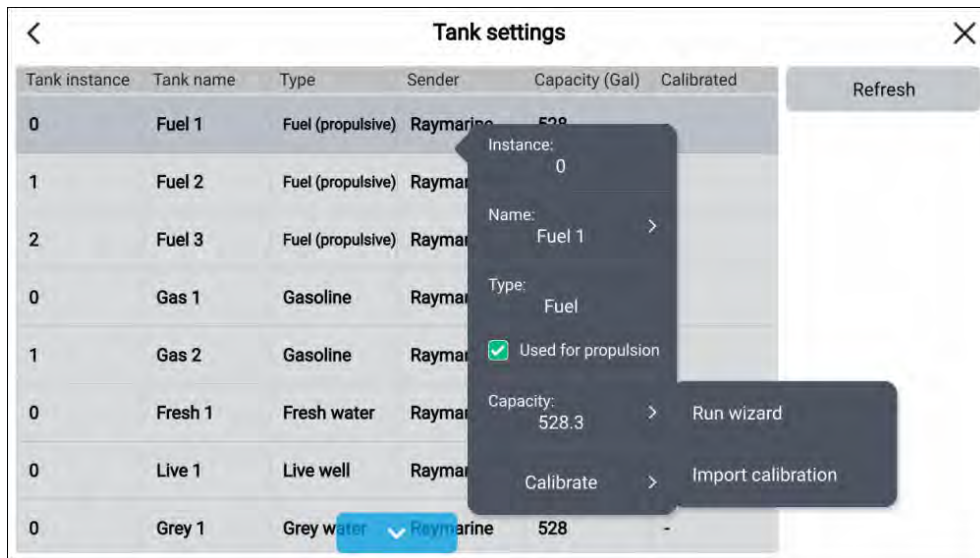 Tank settings
Tank instance Tank name Type Sender Capacity (Gal) Calibrated
Refresh
0 Fuel 1 Fuel (propulsive) Raymarine 528
1 Fuel 2 Fuel (propulsive)
2 Fuel 3 Fuel (propulsive)
0 Gas 1 Gasoline
1 Gas 2 Gasoline
0 Fresh 1 Fresh water
0 Live 1 Live well
0 Grey 1 Grey water Raymarine 528 -
Instance:
0
Name:
Fuel 1
Type:
Fuel
Used for propulsion
Capacity:
528.3
Calibrate
Run wizard
Import calibration